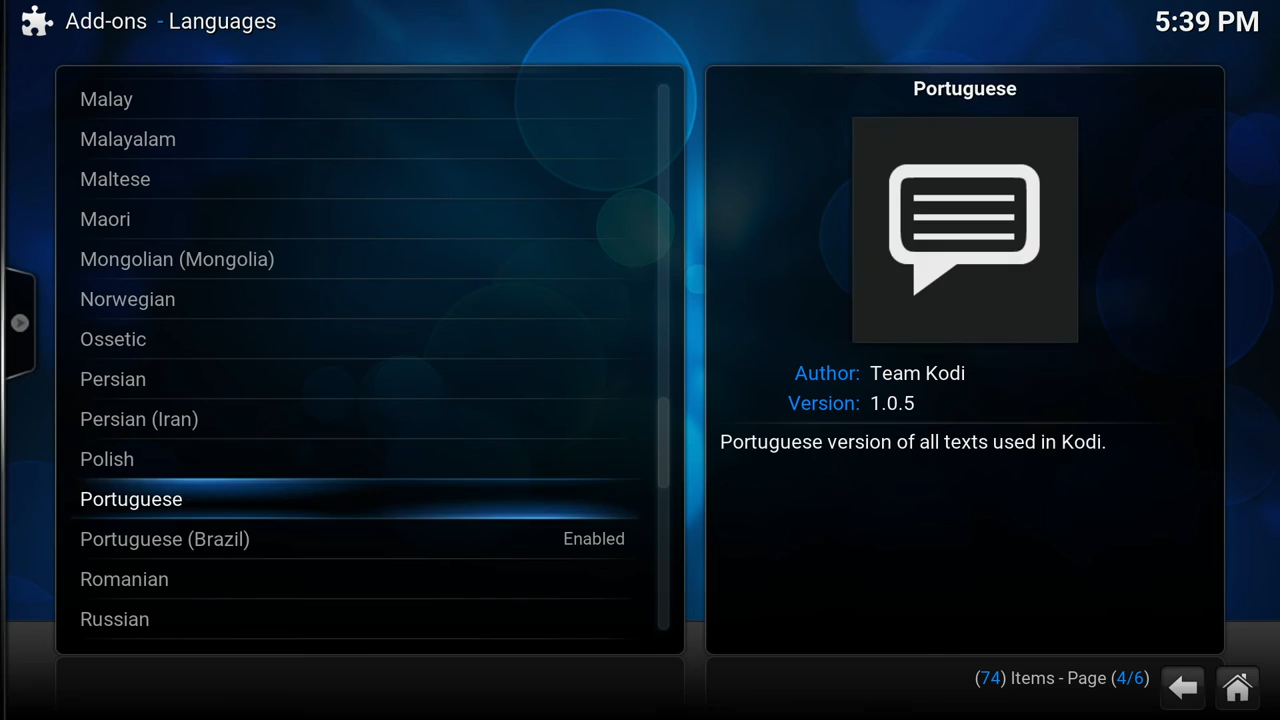 Add-ons - Languages
5:39 PM
Malay
Malayalam
Maltese
Maori
Mongolian (Mongolia)
Norwegian
Ossetic
Persian
Persian (Iran)
Polish
Portuguese
Portuguese (Brazil) Enabled
Romanian
Russian
Portuguese
Author: Team Kodi
Version: 1.0.5
Portuguese version of all texts used in Kodi.
(74) Items - Page (4/6)